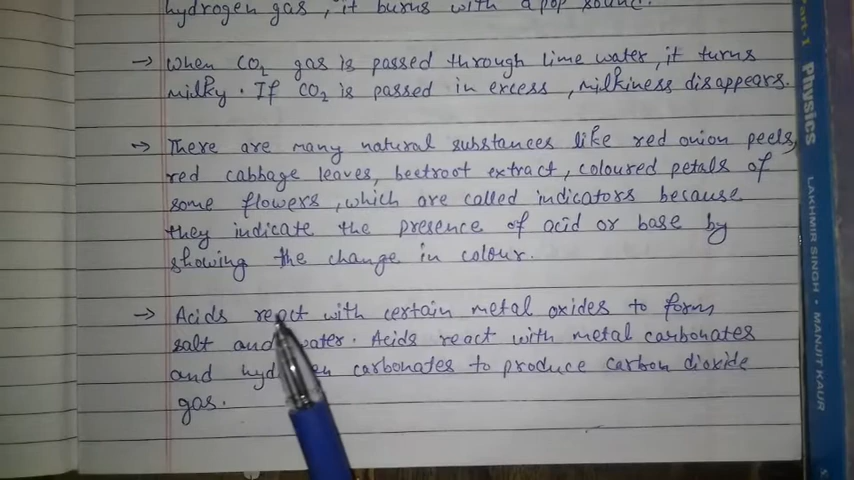 hydrogen gas, it burns with a pop sound.
→ When CO2 gas is passed through lime water, it turns
milky. If CO2 is passed in excess, milkiness disappears.
→ There are many natural substances like red onion peels,
red cabbage leaves, beetroot extract, coloured petals of
some flowers, which are called indicators because
they indicate the presence of acid or base by
showing the change in colour.
→ Acids react with certain metal oxides to form
salt and water. Acids react with metal carbonates
and hydrogen carbonates to produce carbon dioxide
gas.
Part-1 Physics
LAKHMIR SINGH • MANJIT KAUR